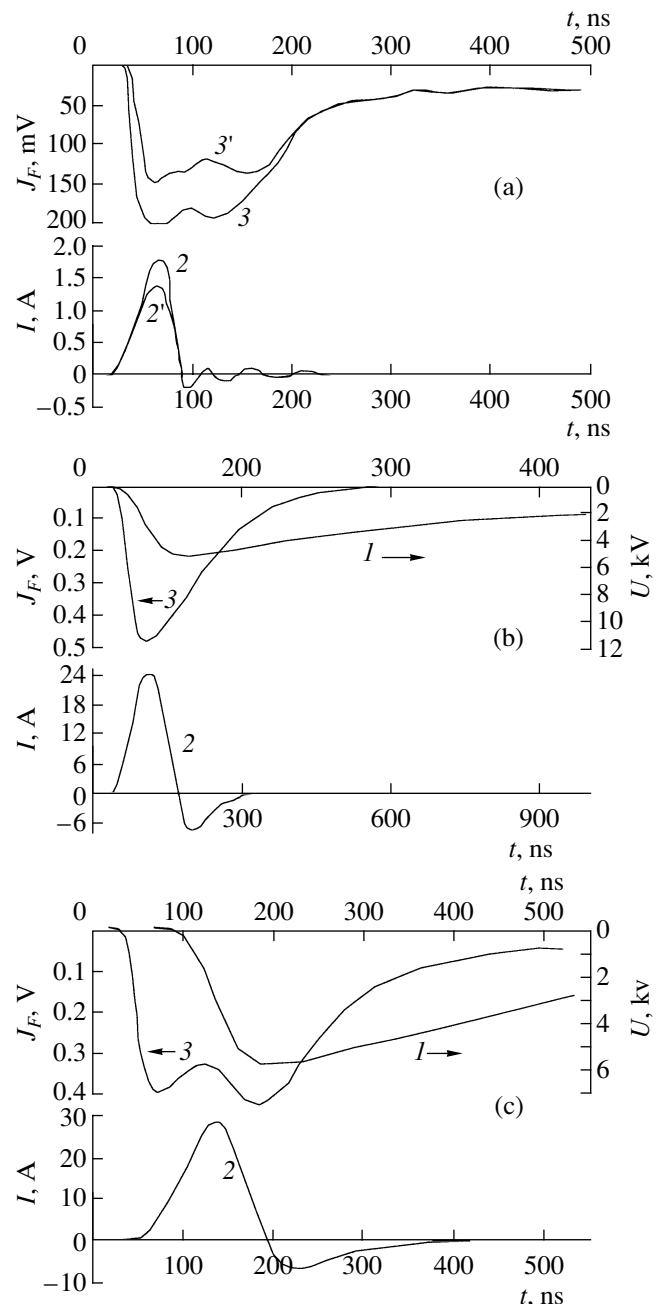 t, ns
0 100 200 300 400 500
50
100
150
200
J_F, mV
3'
3
(a)
2.0
1.5
1.0
0.5
0
–0.5
I, A
2
2'
100 200 300 400 500
t, ns
0 200 300 400
0.1
0.2
0.3
0.4
0.5
J_F, V
0
2
4
6
8
10
12
U, kV
1
3
(b)
24
18
12
6
0
–6
I, A
2
300 600 900
t, ns
t, ns
0 100 200 300 400 500
0.1
0.2
0.3
0.4
J_F, V
0
2
4
6
U, kv
3
1
(c)
30
20
10
0
–10
I, A
2
100 200 300 400 500
t, ns